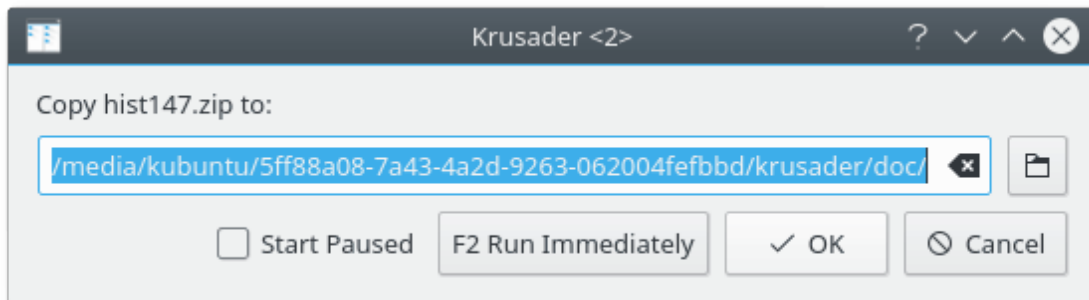 Krusader <2>
Copy hist147.zip to:
/media/kubuntu/5ff88a08-7a43-4a2d-9263-062004fefbbd/krusader/doc/
Start Paused F2 Run Immediately OK Cancel